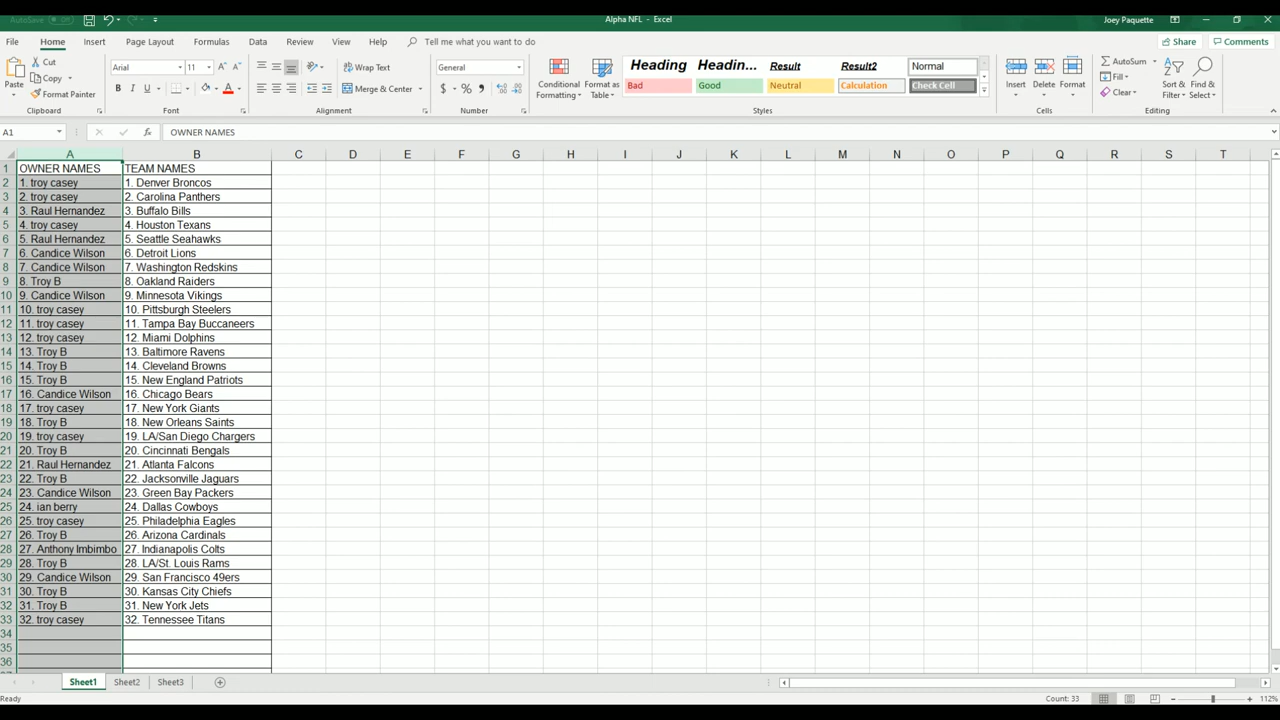 AutoSave Off Alpha NFL - Excel Joey Paquette
File Home Insert Page Layout Formulas Data Review View Help Tell me what you want to do Share Comments
Paste Cut Copy Format Painter Clipboard
Arial 11 A A B I U A Font
Wrap Text Merge & Center Alignment
General $ % , Number
Conditional Formatting Format as Table
Heading Headin... Result Result2 Normal
Bad Good Neutral Calculation Check Cell
Styles
Insert Delete Format Cells
AutoSum Fill Clear Sort & Filter Find & Select Editing
A1 fx OWNER NAMES
A B C D E F G H I J K L M N O P Q R S T
1 OWNER NAMES TEAM NAMES
2 1. troy casey 1. Denver Broncos
3 2. troy casey 2. Carolina Panthers
4 3. Raul Hernandez 3. Buffalo Bills
5 4. troy casey 4. Houston Texans
6 5. Raul Hernandez 5. Seattle Seahawks
7 6. Candice Wilson 6. Detroit Lions
8 7. Candice Wilson 7. Washington Redskins
9 8. Troy B 8. Oakland Raiders
10 9. Candice Wilson 9. Minnesota Vikings
11 10. troy casey 10. Pittsburgh Steelers
12 11. troy casey 11. Tampa Bay Buccaneers
13 12. troy casey 12. Miami Dolphins
14 13. Troy B 13. Baltimore Ravens
15 14. Troy B 14. Cleveland Browns
16 15. Troy B 15. New England Patriots
17 16. Candice Wilson 16. Chicago Bears
18 17. troy casey 17. New York Giants
19 18. Troy B 18. New Orleans Saints
20 19. troy casey 19. LA/San Diego Chargers
21 20. Troy B 20. Cincinnati Bengals
22 21. Raul Hernandez 21. Atlanta Falcons
23 22. Troy B 22. Jacksonville Jaguars
24 23. Candice Wilson 23. Green Bay Packers
25 24. ian berry 24. Dallas Cowboys
26 25. troy casey 25. Philadelphia Eagles
27 26. Troy B 26. Arizona Cardinals
28 27. Anthony Imbimbo 27. Indianapolis Colts
29 28. Troy B 28. LA/St. Louis Rams
30 29. Candice Wilson 29. San Francisco 49ers
31 30. Troy B 30. Kansas City Chiefs
32 31. Troy B 31. New York Jets
33 32. troy casey 32. Tennessee Titans
34
35
36
Sheet1 Sheet2 Sheet3
Ready Count: 33 112%